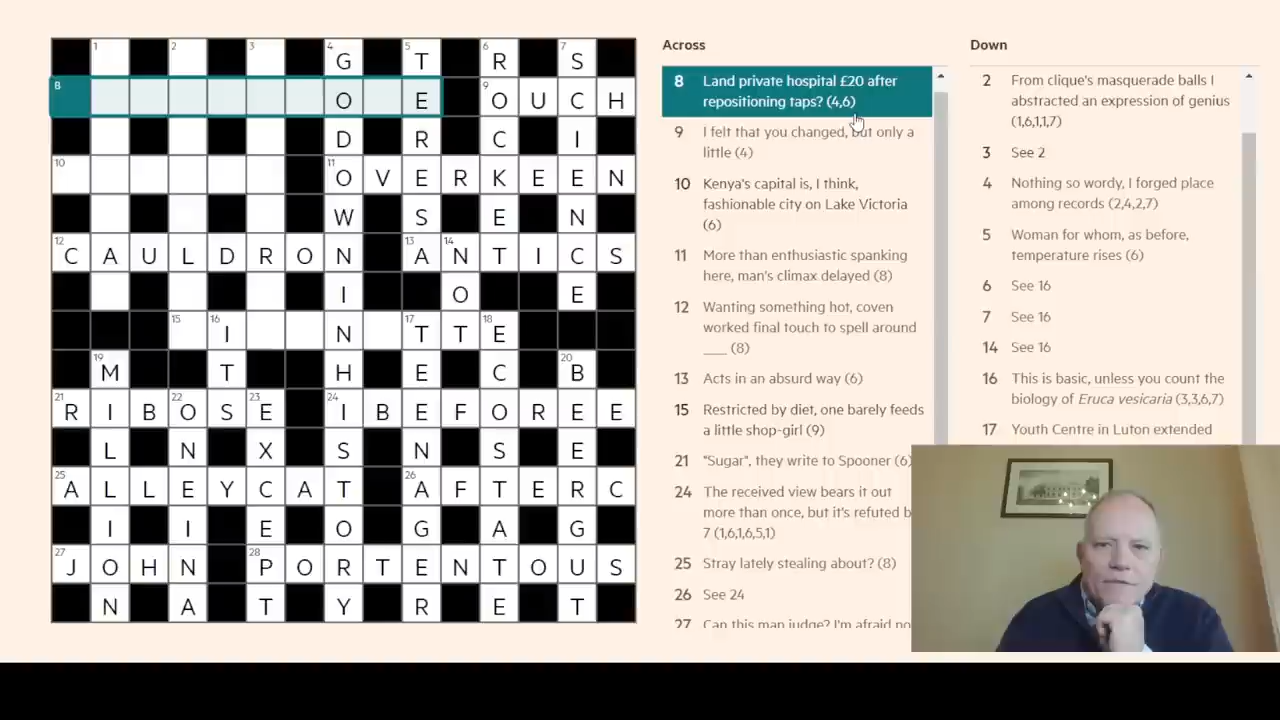 1 2 3 4 5 6 7
G T R S
8 9
O E O U C H
D R C I
10 11
O V E R K E E N
W S E N
12 13 14
C A U L D R O N A N T I C S
I O E
15 16 17 18
I N T T E
19 20
M T H E C B
21 22 23 24
R I B O S E I B E F O R E E
L N X S N S E
25 26
A L L E Y C A T A F T E R C
I I E O G A G
27 28
J O H N P O R T E N T O U S
N A T Y R E T
Across
8 Land private hospital £20 after
repositioning taps? (4,6)
9 I felt that you changed, but only a
little (4)
10 Kenya's capital is, I think,
fashionable city on Lake Victoria
(6)
11 More than enthusiastic spanking
here, man's climax delayed (8)
12 Wanting something hot, coven
worked final touch to spell around
____ (8)
13 Acts in an absurd way (6)
15 Restricted by diet, one barely feeds
a little shop-girl (9)
21 "Sugar", they write to Spooner (6)
24 The received view bears it out
more than once, but it's refuted b
7 (1,6,1,6,5,1)
25 Stray lately stealing about? (8)
26 See 24
27 Can this man judge? I'm afraid no
Down
2 From clique's masquerade balls I
abstracted an expression of genius
(1,6,1,1,7)
3 See 2
4 Nothing so wordy, I forged place
among records (2,4,2,7)
5 Woman for whom, as before,
temperature rises (6)
6 See 16
7 See 16
14 See 16
16 This is basic, unless you count the
biology of Eruca vesicaria (3,3,6,7)
17 Youth Centre in Luton extended